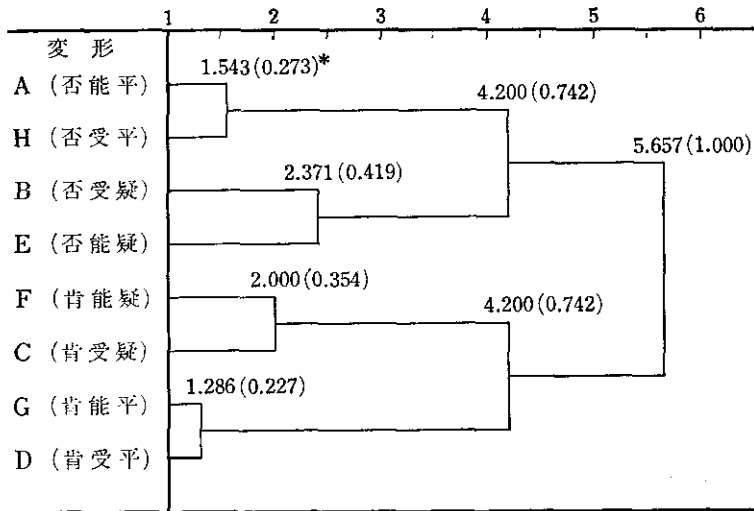 1 2 3 4 5 6
変形
1.543(0.273)*
A (否能平)
4.200(0.742)
H (否受平)
5.657(1.000)
2.371(0.419)
B (否受疑)
E (否能疑)
2.000(0.354)
F (肯能疑)
4.200(0.742)
C (肯受疑)
1.286(0.227)
G (肯能平)
D (肯受平)